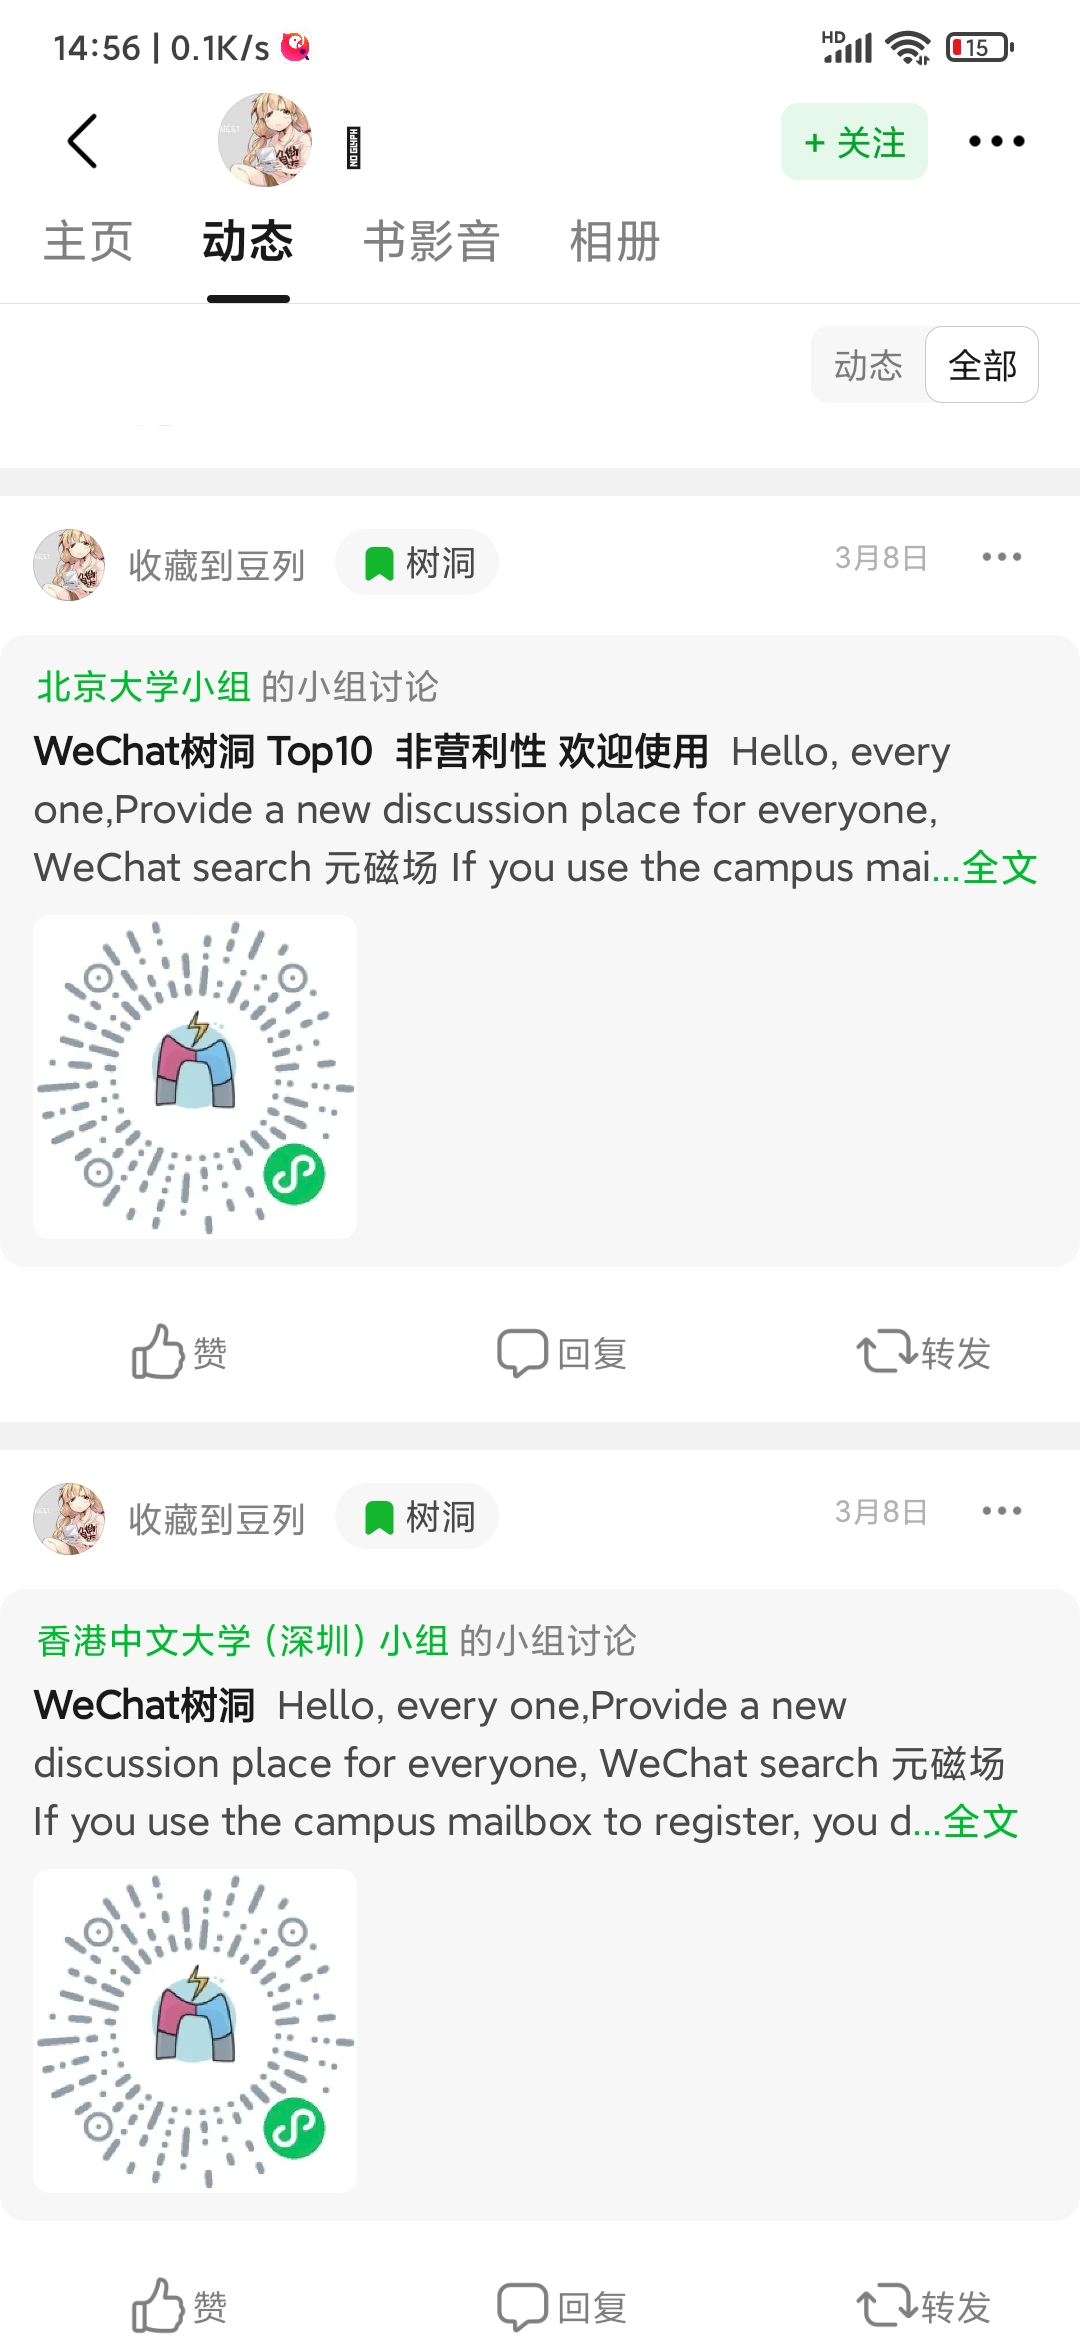 14:56 | 0.1K/s
HD
15
NO GLYPH
+ 关注
主页 动态 书影音 相册
动态 全部
收藏到豆列 树洞 3月8日
北京大学小组 的小组讨论
WeChat树洞 Top10 非营利性 欢迎使用 Hello, every
one,Provide a new discussion place for everyone,
WeChat search 元磁场 If you use the campus mai...全文
赞 回复 转发
收藏到豆列 树洞 3月8日
香港中文大学（深圳）小组 的小组讨论
WeChat树洞 Hello, every one,Provide a new
discussion place for everyone, WeChat search 元磁场
If you use the campus mailbox to register, you d...全文
赞 回复 转发